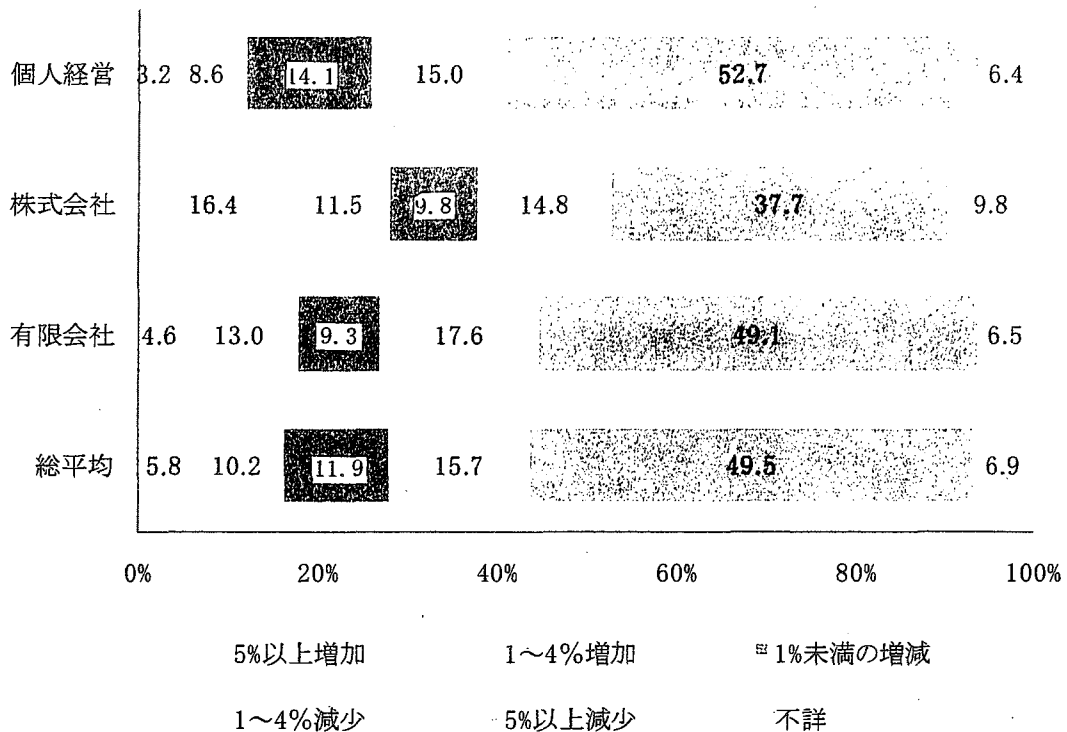 個人経営 3.2 8.6 14.1 15.0 52.7 6.4
株式会社 16.4 11.5 9.8 14.8 37.7 9.8
有限会社 4.6 13.0 9.3 17.6 49.1 6.5
総平均 5.8 10.2 11.9 15.7 49.5 6.9
0% 20% 40% 60% 80% 100%
5%以上増加 1〜4%増加 1%未満の増減
1〜4%減少 5%以上減少 不詳